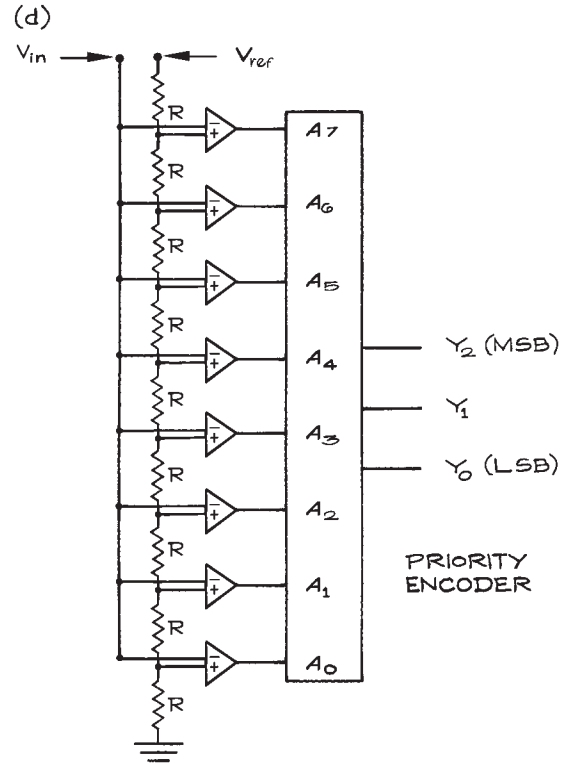 (d)
Vin Vref
R
− + A7
R
− + A6
R
− + A5
R
− + A4
R
− + A3
R
− + A2
R
− + A1
R
− + A0
R
Y2 (MSB)
Y1
Y0 (LSB)
PRIORITY
ENCODER